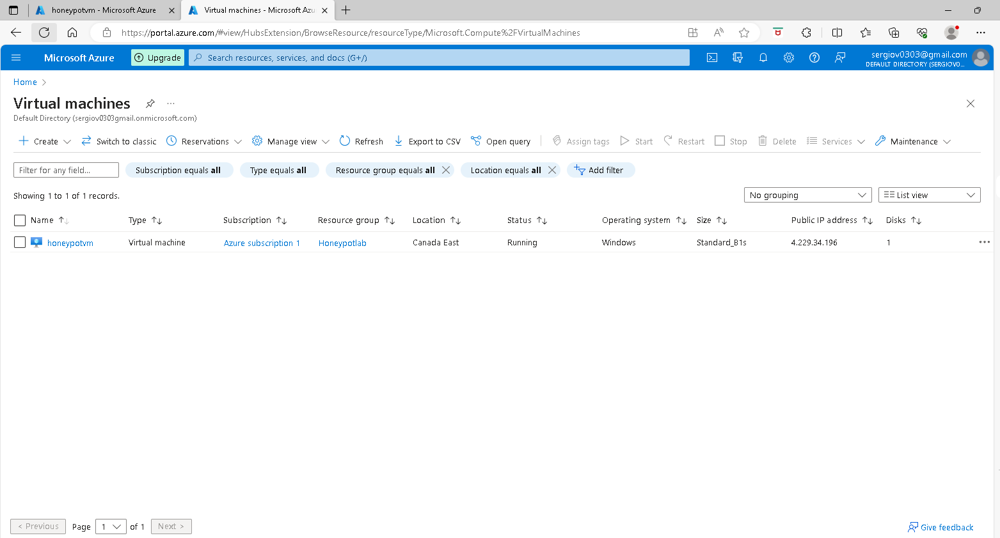 honeypotvm - Microsoft Azure
Virtual machines - Microsoft Azu
https://portal.azure.com/#view/HubsExtension/BrowseResource/resourceType/Microsoft.Compute%2FVirtualMachines
Microsoft Azure
Upgrade
Search resources, services, and docs (G+/)
sergiov0303@gmail.com
DEFAULT DIRECTORY (SERGIOV0...
Home
Virtual machines
Default Directory (sergiov0303gmail.onmicrosoft.com)
Create Switch to classic Reservations Manage view Refresh Export to CSV Open query Assign tags Start Restart Stop Delete Services Maintenance
Filter for any field... Subscription equals all Type equals all Resource group equals all Location equals all Add filter
Showing 1 to 1 of 1 records.
No grouping List view
Name Type Subscription Resource group Location Status Operating system Size Public IP address Disks
honeypotvm Virtual machine Azure subscription 1 Honeypotlab Canada East Running Windows Standard_B1s 4.229.34.196 1
< Previous Page 1 of 1 Next >
Give feedback